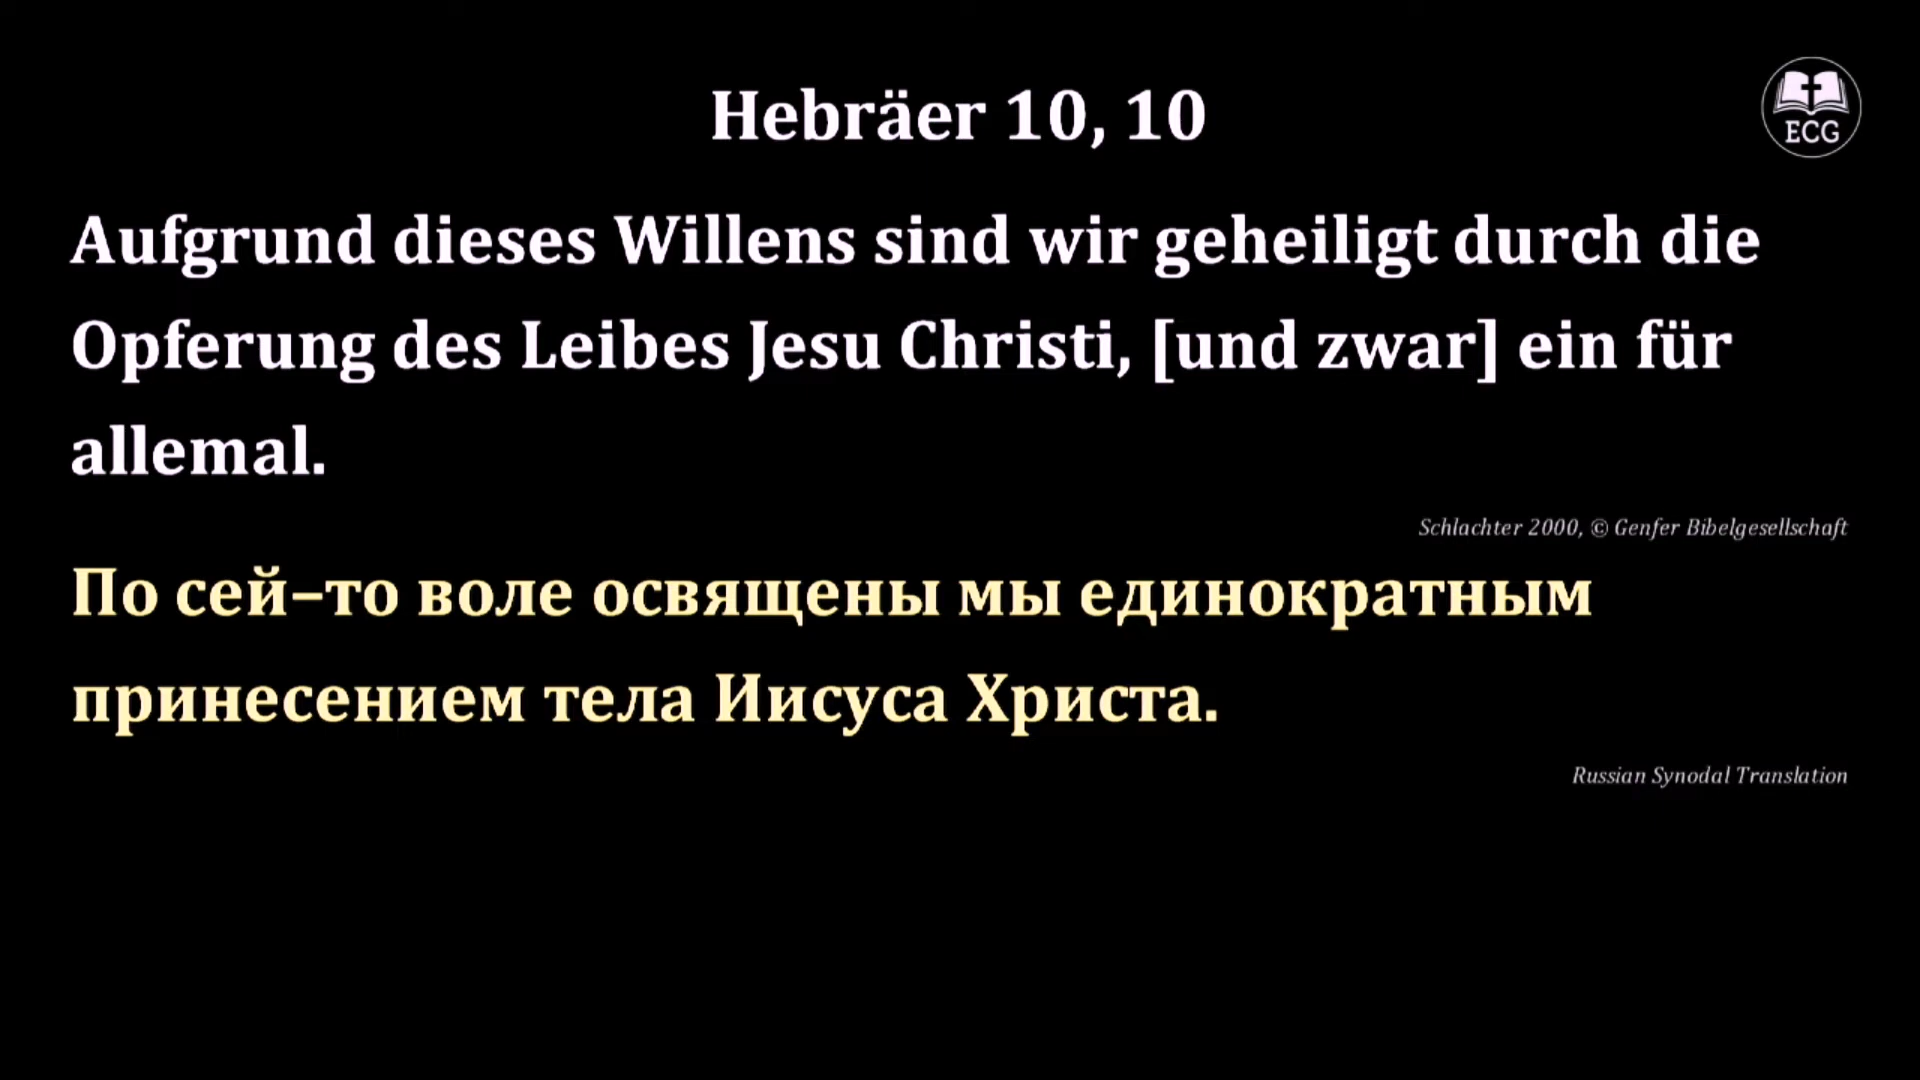 Hebräer 10, 10
ECG
Aufgrund dieses Willens sind wir geheiligt durch die
Opferung des Leibes Jesu Christi, [und zwar] ein für
allemal.
Schlachter 2000, © Genfer Bibelgesellschaft
По сей–то воле освящены мы единократным
принесением тела Иисуса Христа.
Russian Synodal Translation